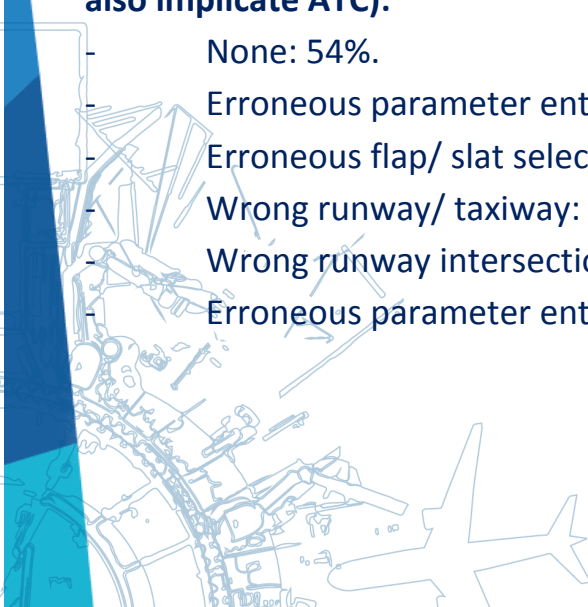 also implicate ATC):
- None: 54%.
- Erroneous parameter ent
- Erroneous flap/ slat selec
- Wrong runway/ taxiway:
- Wrong runway intersectio
- Erroneous parameter ent